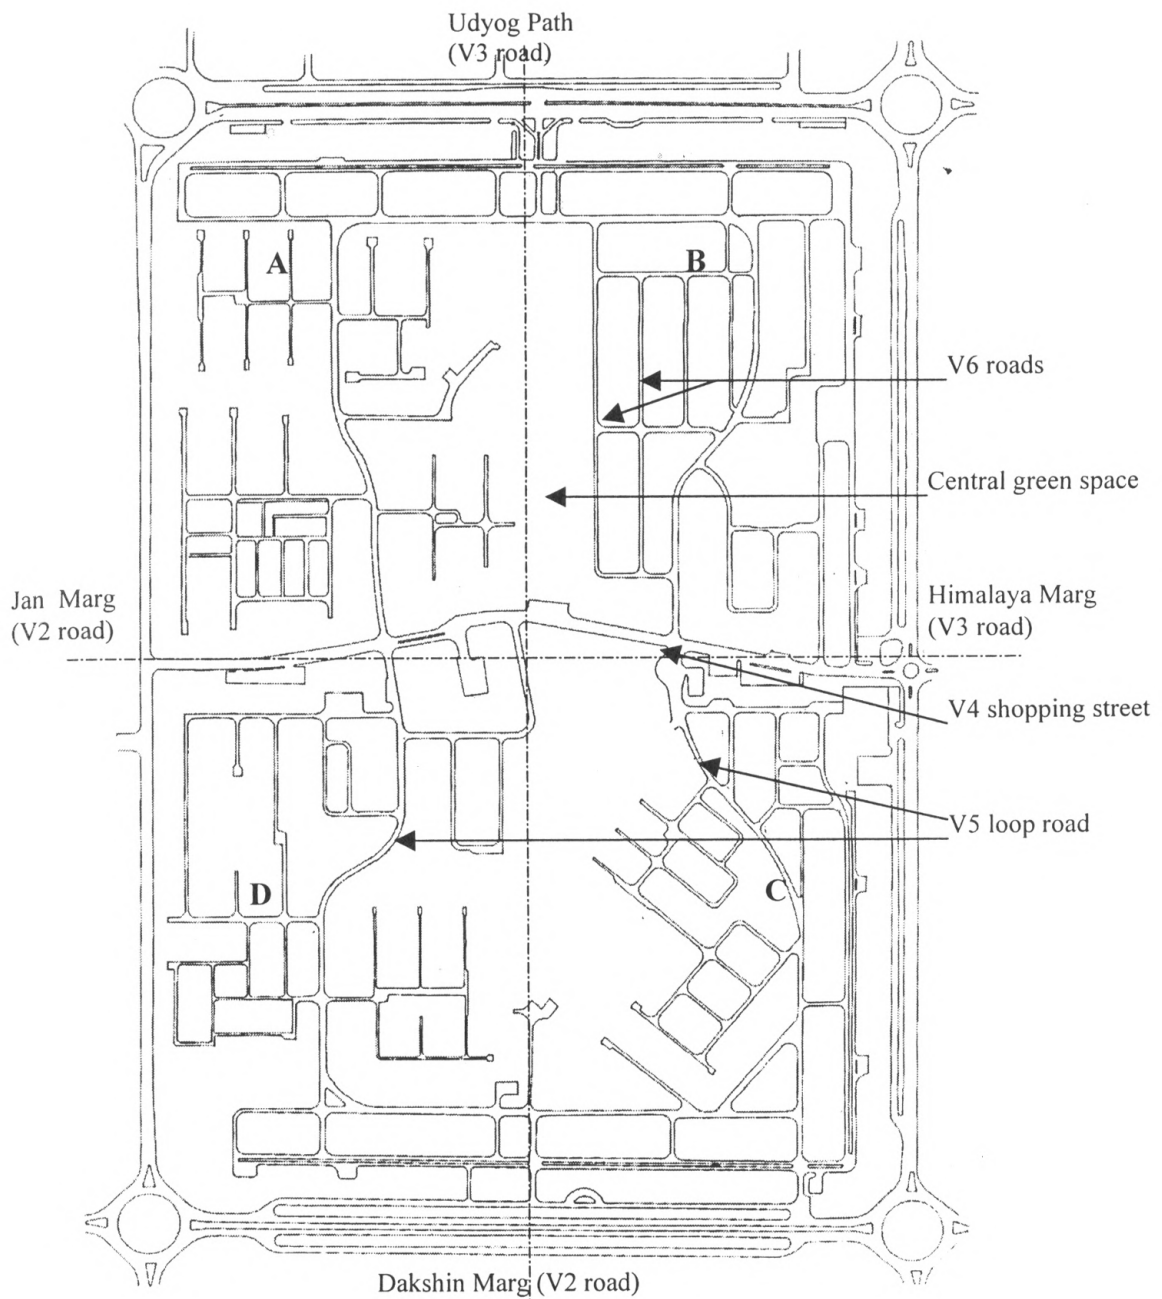 Udyog Path
(V3 road)
A
B
V6 roads
Central green space
Jan Marg
(V2 road)
Himalaya Marg
(V3 road)
V4 shopping street
V5 loop road
D
C
Dakshin Marg (V2 road)